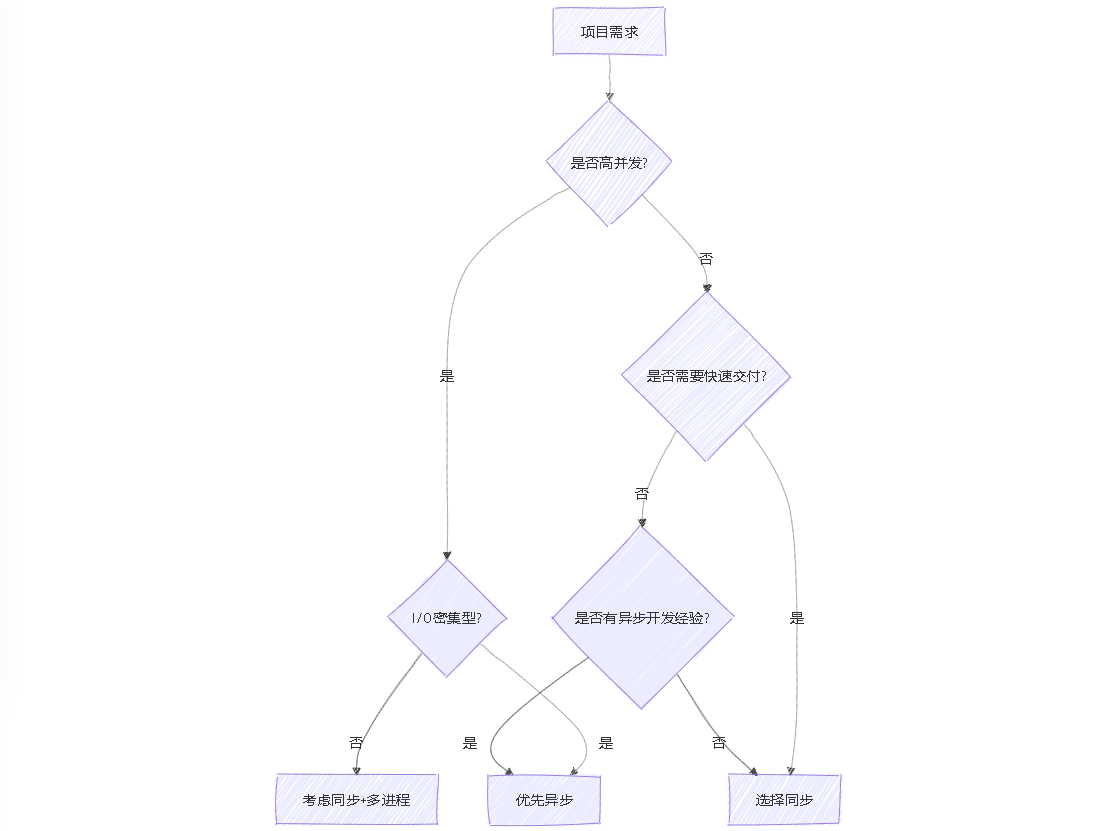 项目需求
是否高并发?
否
是
是否需要快速交付?
否
I/O密集型?
是否有异步开发经验?
是
否
是
是
否
考虑同步+多进程
优先异步
选择同步